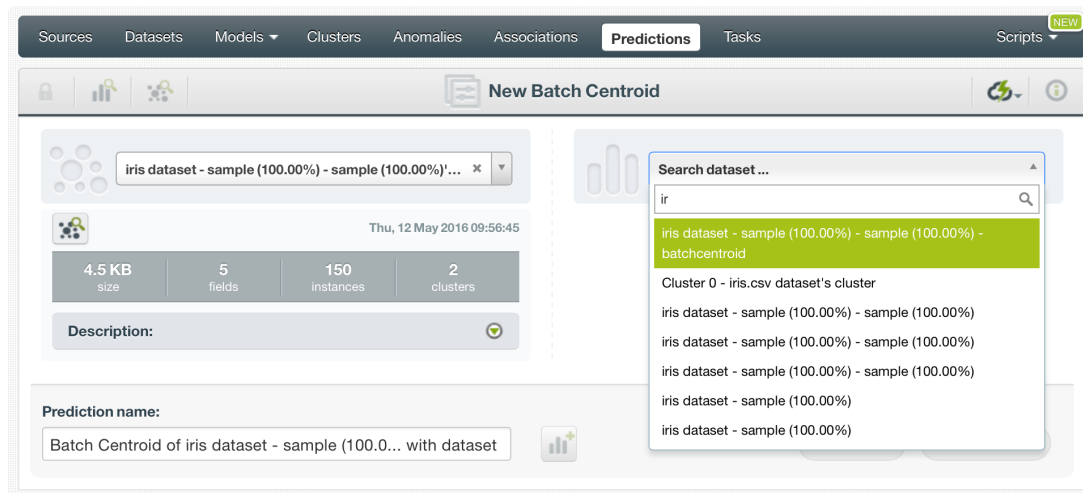 Sources Datasets Models Clusters Anomalies Associations Predictions Tasks Scripts NEW
New Batch Centroid
iris dataset - sample (100.00%) - sample (100.00%)'...
Search dataset ...
ir
Thu, 12 May 2016 09:56:45
iris dataset - sample (100.00%) - sample (100.00%) -
batchcentroid
4.5 KB 5 150 2
size fields instances clusters
Cluster 0 - iris.csv dataset's cluster
iris dataset - sample (100.00%) - sample (100.00%)
Description:
iris dataset - sample (100.00%) - sample (100.00%)
iris dataset - sample (100.00%) - sample (100.00%)
iris dataset - sample (100.00%)
iris dataset - sample (100.00%)
Prediction name:
Batch Centroid of iris dataset - sample (100.0... with dataset